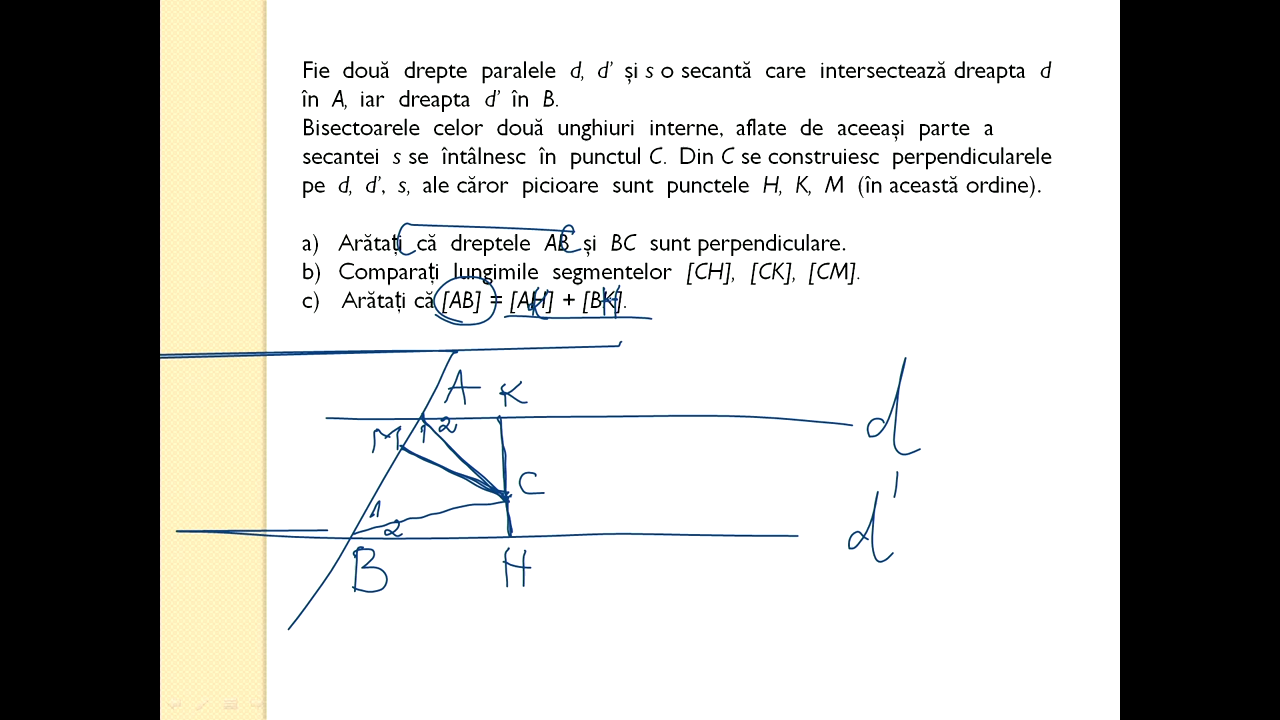 Fie două drepte paralele d, d’ și s o secantă care intersectează dreapta d
în A, iar dreapta d’ în B.
Bisectoarele celor două unghiuri interne, aflate de aceeași parte a
secantei s se întâlnesc în punctul C. Din C se construiesc perpendicularele
pe d, d’, s, ale căror picioare sunt punctele H, K, M (în această ordine).
a) Arătați că dreptele AB și BC sunt perpendiculare.
b) Comparați lungimile segmentelor [CH], [CK], [CM].
c) Arătați că [AB] = [AH] + [BK].
K H
A K
d
M 1 2
C
1
2
d'
B H